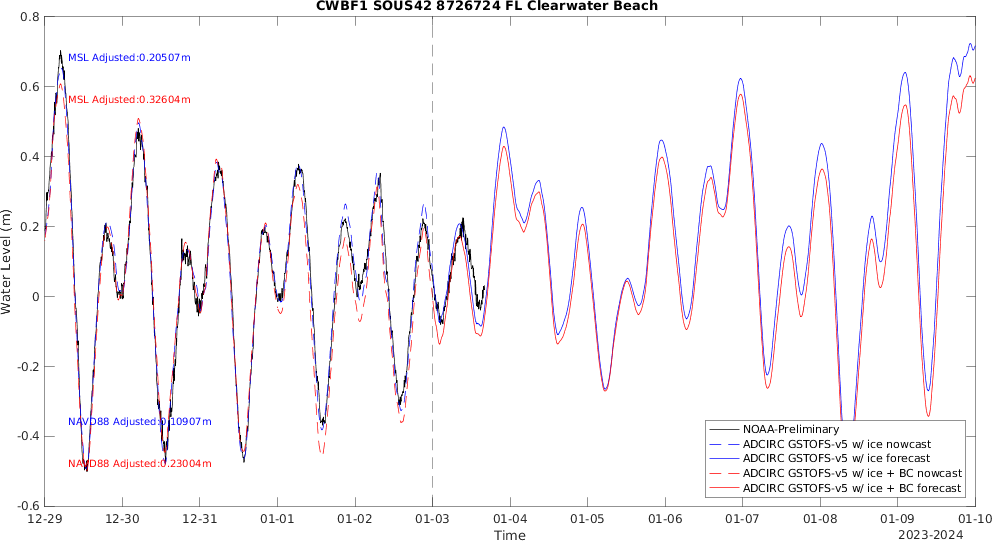 CWBF1 SOUS42 8726724 FL Clearwater Beach
0.8
0.6
0.4
0.2
0
-0.2
-0.4
-0.6
Water Level (m)
MSL Adjusted:0.20507m
MSL Adjusted:0.32604m
NAVD88 Adjusted:0.10907m
NAVD88 Adjusted:0.23004m
NOAA-Preliminary
ADCIRC GSTOFS-v5 w/ ice nowcast
ADCIRC GSTOFS-v5 w/ ice forecast
ADCIRC GSTOFS-v5 w/ ice + BC nowcast
ADCIRC GSTOFS-v5 w/ ice + BC forecast
12-29 12-30 12-31 01-01 01-02 01-03 01-04 01-05 01-06 01-07 01-08 01-09 01-10
Time
2023-2024